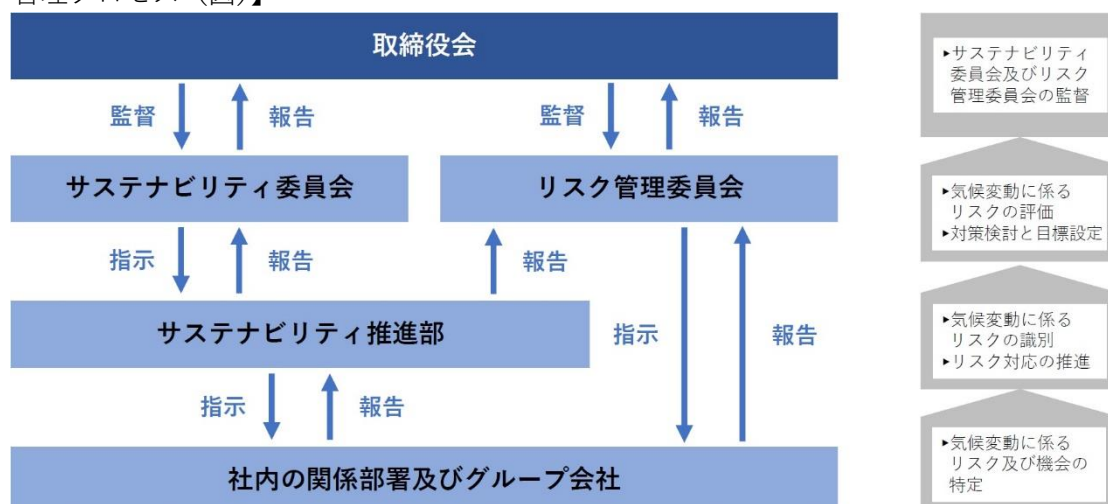 管理プロセス (図)】
取締役会
監督
報告
監督
報告
サステナビリティ委員会
リスク管理委員会
指示
報告
報告
サステナビリティ推進部
指示
報告
指示
報告
社内の関係部署及びグループ会社
▶サステナビリティ
委員会及びリスク
管理委員会の監督
▶気候変動に係る
リスクの評価
▶対策検討と目標設定
▶気候変動に係る
リスクの識別
▶リスク対応の推進
▶気候変動に係る
リスク及び機会の
特定